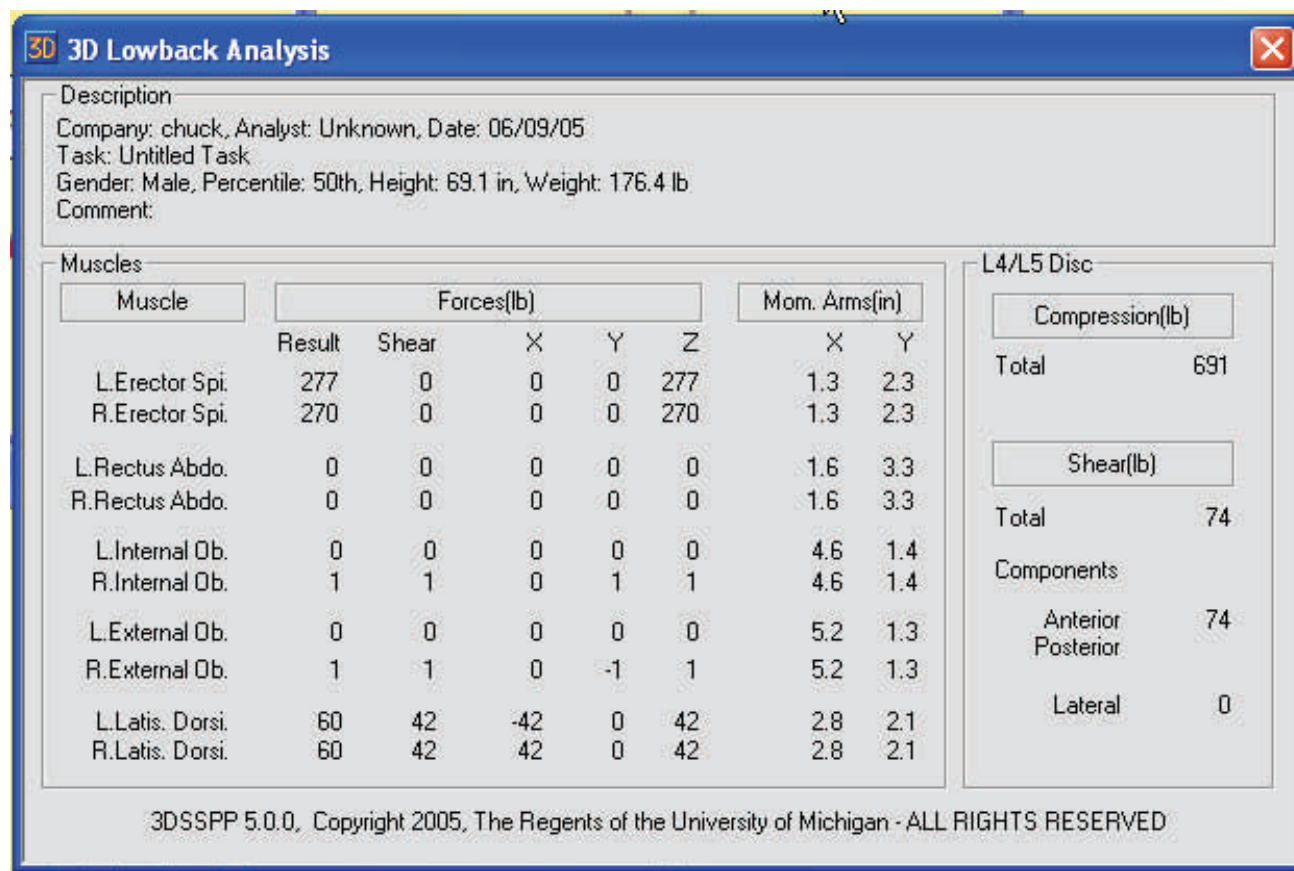 3D 3D Lowback Analysis
Description
Company: chuck, Analyst: Unknown, Date: 06/09/05
Task: Untitled Task
Gender: Male, Percentile: 50th, Height: 69.1 in, Weight: 176.4 lb
Comment:
Muscles
Muscle Forces(lb) Mom. Arms(in)
Result Shear X Y Z X Y
L.Erector Spi. 277 0 0 0 277 1.3 2.3
R.Erector Spi. 270 0 0 0 270 1.3 2.3
L.Rectus Abdo. 0 0 0 0 0 1.6 3.3
R.Rectus Abdo. 0 0 0 0 0 1.6 3.3
L.Internal Ob. 0 0 0 0 0 4.6 1.4
R.Internal Ob. 1 1 0 1 1 4.6 1.4
L.External Ob. 0 0 0 0 0 5.2 1.3
R.External Ob. 1 1 0 -1 1 5.2 1.3
L.Latis. Dorsi. 60 42 -42 0 42 2.8 2.1
R.Latis. Dorsi. 60 42 42 0 42 2.8 2.1
L4/L5 Disc
Compression(lb)
Total 691
Shear(lb)
Total 74
Components
Anterior 74
Posterior
Lateral 0
3DSSPP 5.0.0, Copyright 2005, The Regents of the University of Michigan - ALL RIGHTS RESERVED